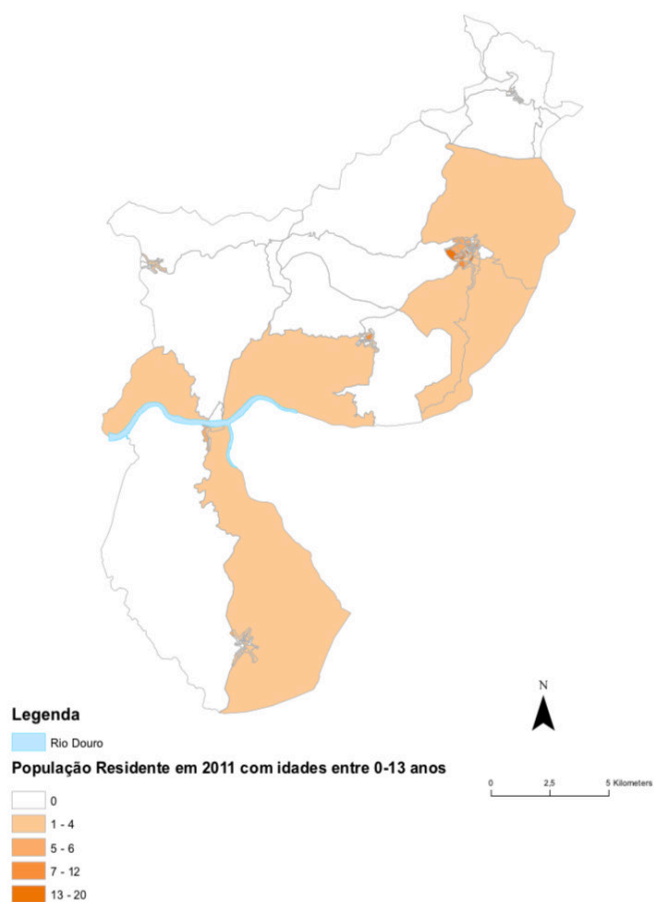 N
Legenda
Rio Douro
População Residente em 2011 com idades entre 0-13 anos
0
1 - 4
5 - 6
7 - 12
13 - 20
0 2,5 5 Kilometers